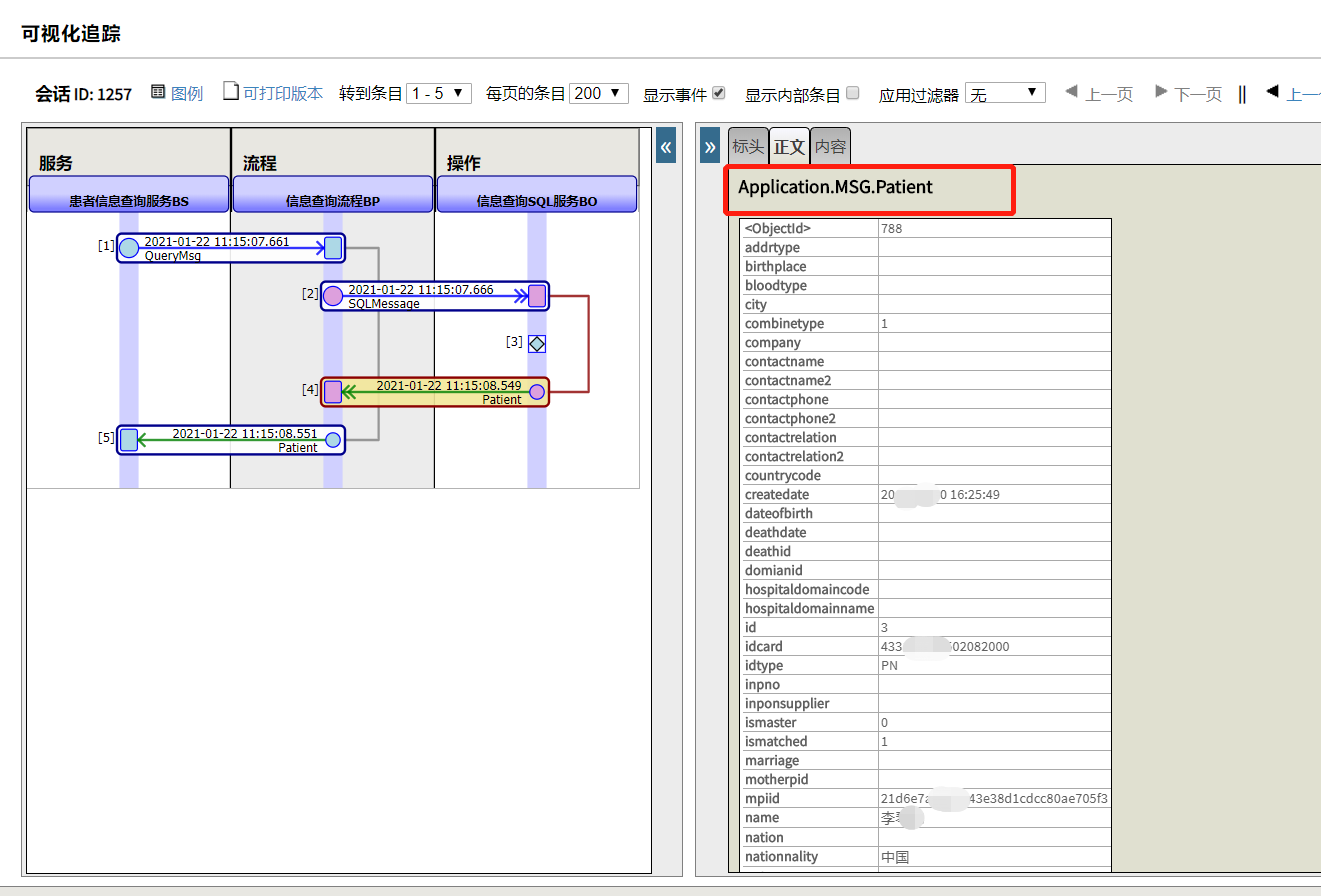 可视化追踪
会话 ID: 1257 图例 可打印版本 转到条目 1 - 5 每页的条目 200 显示事件 显示内部条目 应用过滤器 无 上一页 下一页 || 上一
服务 流程 操作
患者信息查询服务BS 信息查询流程BP 信息查询SQL服务BO
[1] 2021-01-22 11:15:07.661
QueryMsg
[2] 2021-01-22 11:15:07.666
SQLMessage
[3]
[4] 2021-01-22 11:15:08.549
Patient
[5] 2021-01-22 11:15:08.551
Patient
« » 标头 正文 内容
Application.MSG.Patient
<ObjectId> 788
addrtype
birthplace
bloodtype
city
combinetype 1
company
contactname
contactname2
contactphone
contactphone2
contactrelation
contactrelation2
countrycode
createdate 20 0 16:25:49
dateofbirth
deathdate
deathid
domianid
hospitaldomaincode
hospitaldomainname
id 3
idcard 433 02082000
idtype PN
inpno
inponsupplier
ismaster 0
ismatched 1
marriage
motherpid
mpiid 21d6e7 43e38d1cdcc80ae705f3
name 李
nation
nationnality 中国